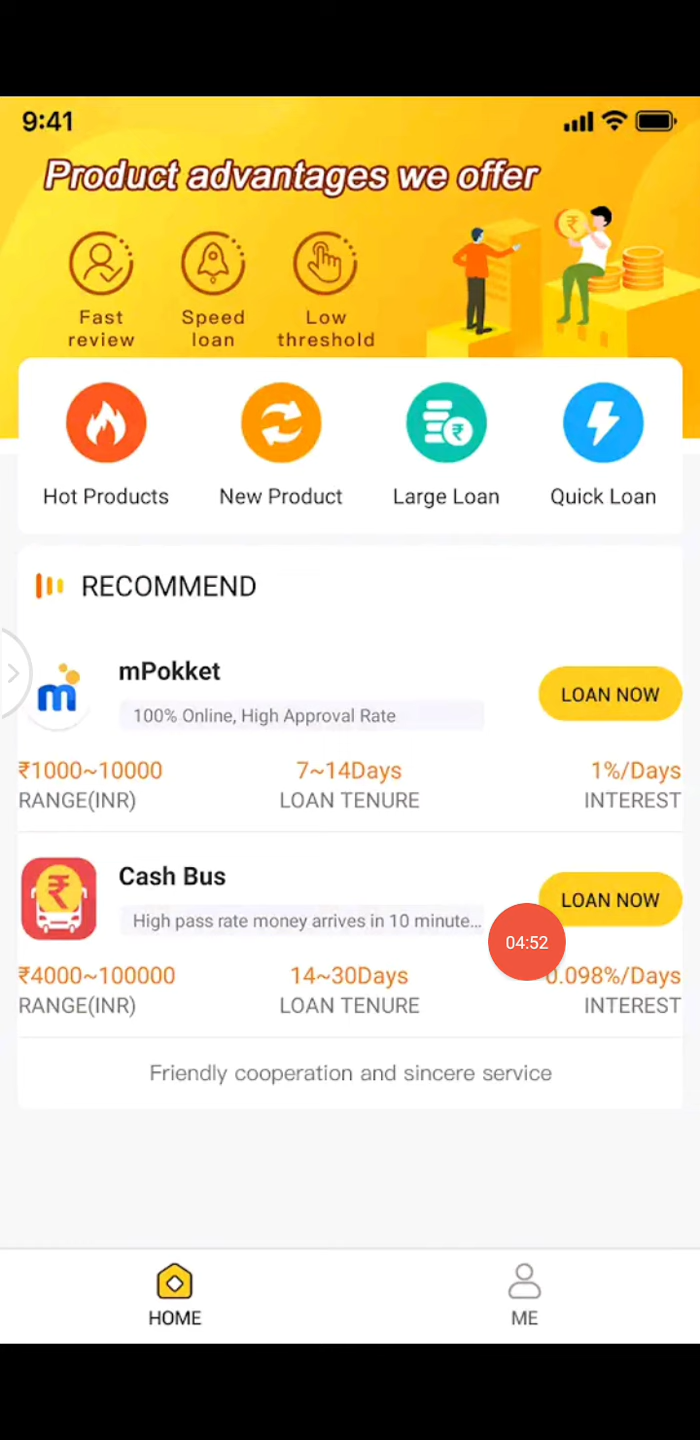 9:41
Product advantages we offer
Fast review
Speed loan
Low threshold
Hot Products
New Product
Large Loan
Quick Loan
RECOMMEND
m
mPokket
100% Online, High Approval Rate
LOAN NOW
₹1000~10000
7~14Days
1%/Days
RANGE(INR)
LOAN TENURE
INTEREST
Cash Bus
High pass rate money arrives in 10 minute...
LOAN NOW
04:52
₹4000~100000
14~30Days
0.098%/Days
RANGE(INR)
LOAN TENURE
INTEREST
Friendly cooperation and sincere service
HOME
ME